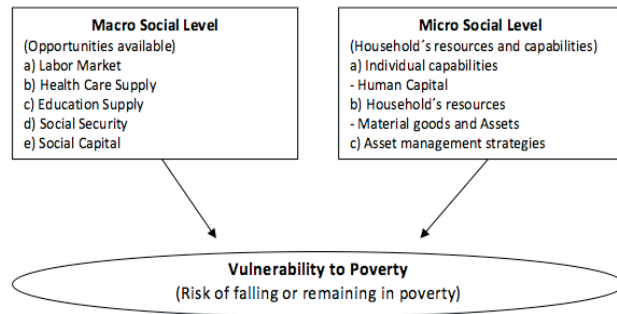 Macro Social Level
(Opportunities available)
a) Labor Market
b) Health Care Supply
c) Education Supply
d) Social Security
e) Social Capital
Micro Social Level
(Household´s resources and capabilities)
a) Individual capabilities
- Human Capital
b) Household´s resources
- Material goods and Assets
c) Asset management strategies
Vulnerability to Poverty
(Risk of falling or remaining in poverty)